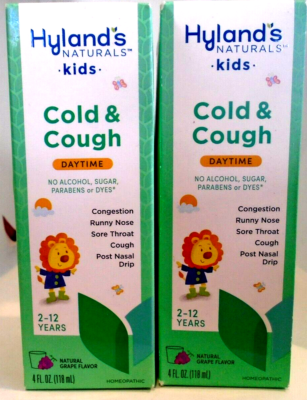 Hyland's
NATURALS™
·kids·
Cold &
Cough
DAYTIME
NO ALCOHOL, SUGAR,
PARABENS or DYES*
Congestion
Runny Nose
Sore Throat
Cough
Post Nasal
Drip
2-12
YEARS
NATURAL
GRAPE FLAVOR
4 FL. OZ. (118 mL)
HOMEOPATHIC
Hyland's
NATURALS™
·kids·
Cold &
Cough
DAYTIME
NO ALCOHOL, SUGAR,
PARABENS or DYES*
Congestion
Runny Nose
Sore Throat
Cough
Post Nasal
Drip
2-12
YEARS
NATURAL
GRAPE FLAVOR
4 FL. OZ. (118 mL)
HOMEOPATHIC